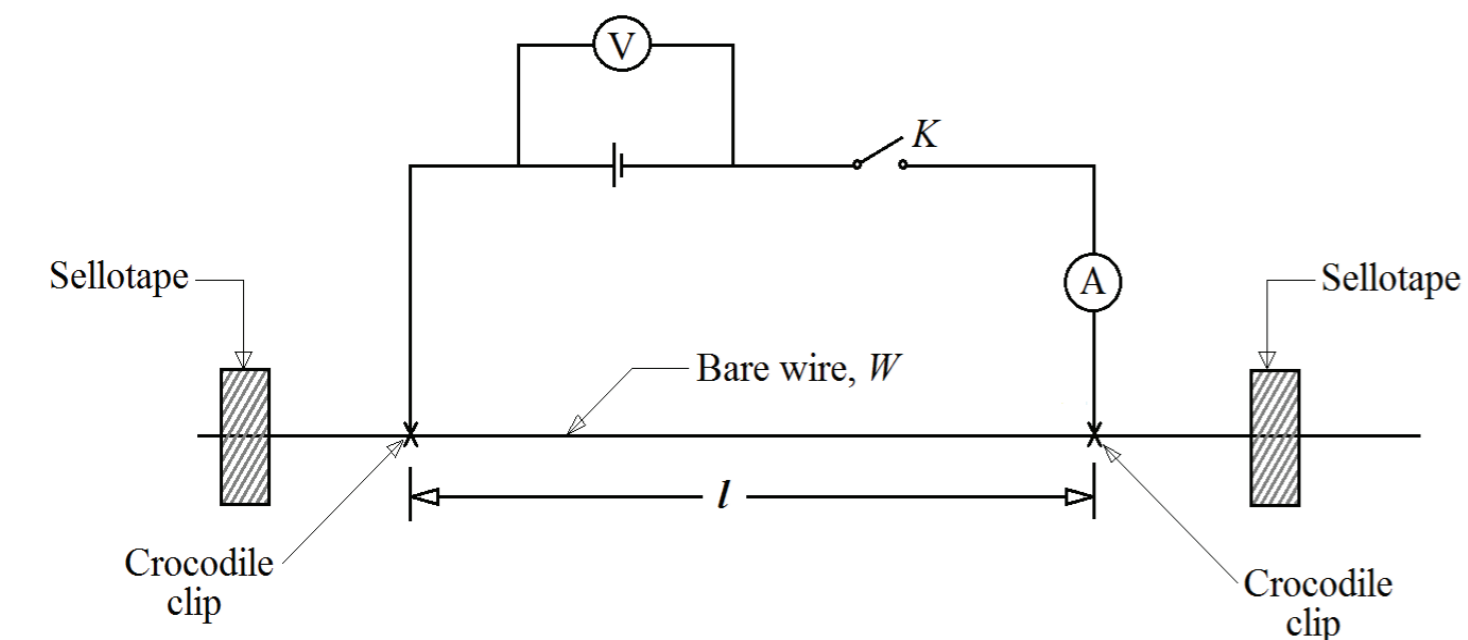 V
K
Sellotape
A
Sellotape
Bare wire, W
l
Crocodile
clip
Crocodile
clip